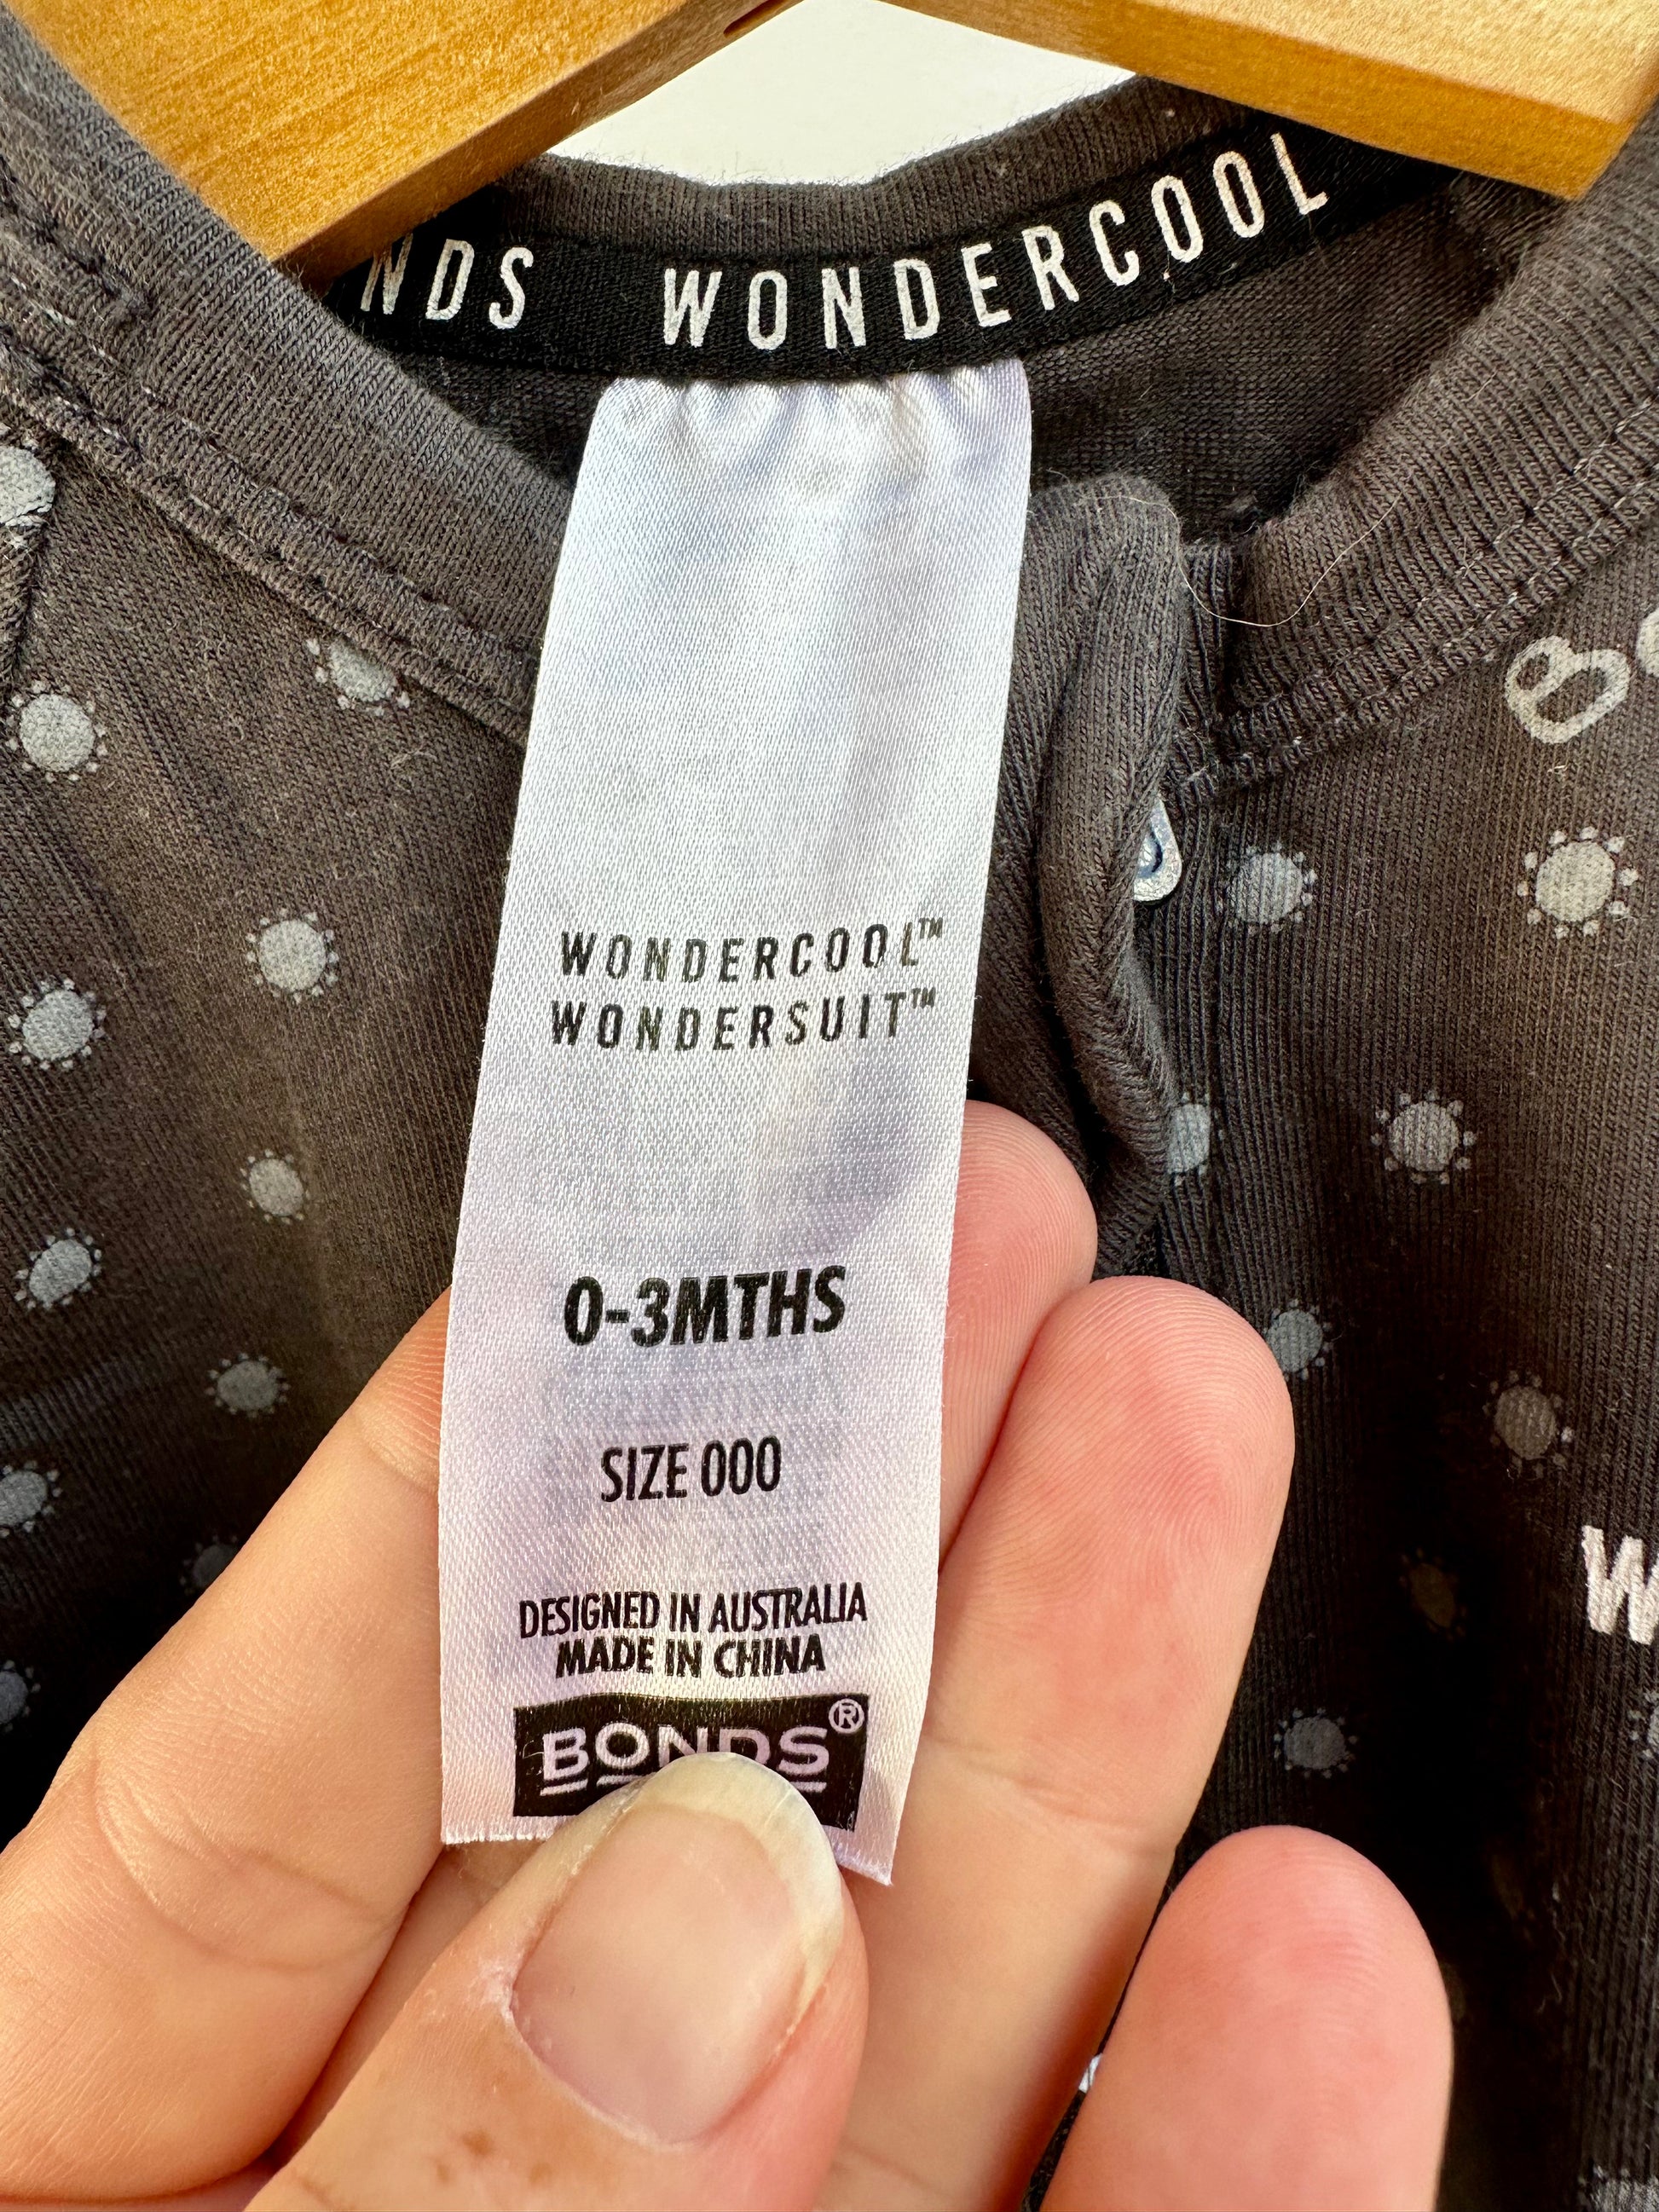 NDS WONDERCOOL
WONDERCOOL™
WONDERSUIT™
0-3MTHS
SIZE 000
DESIGNED IN AUSTRALIA
MADE IN CHINA
BONDS®
B
W